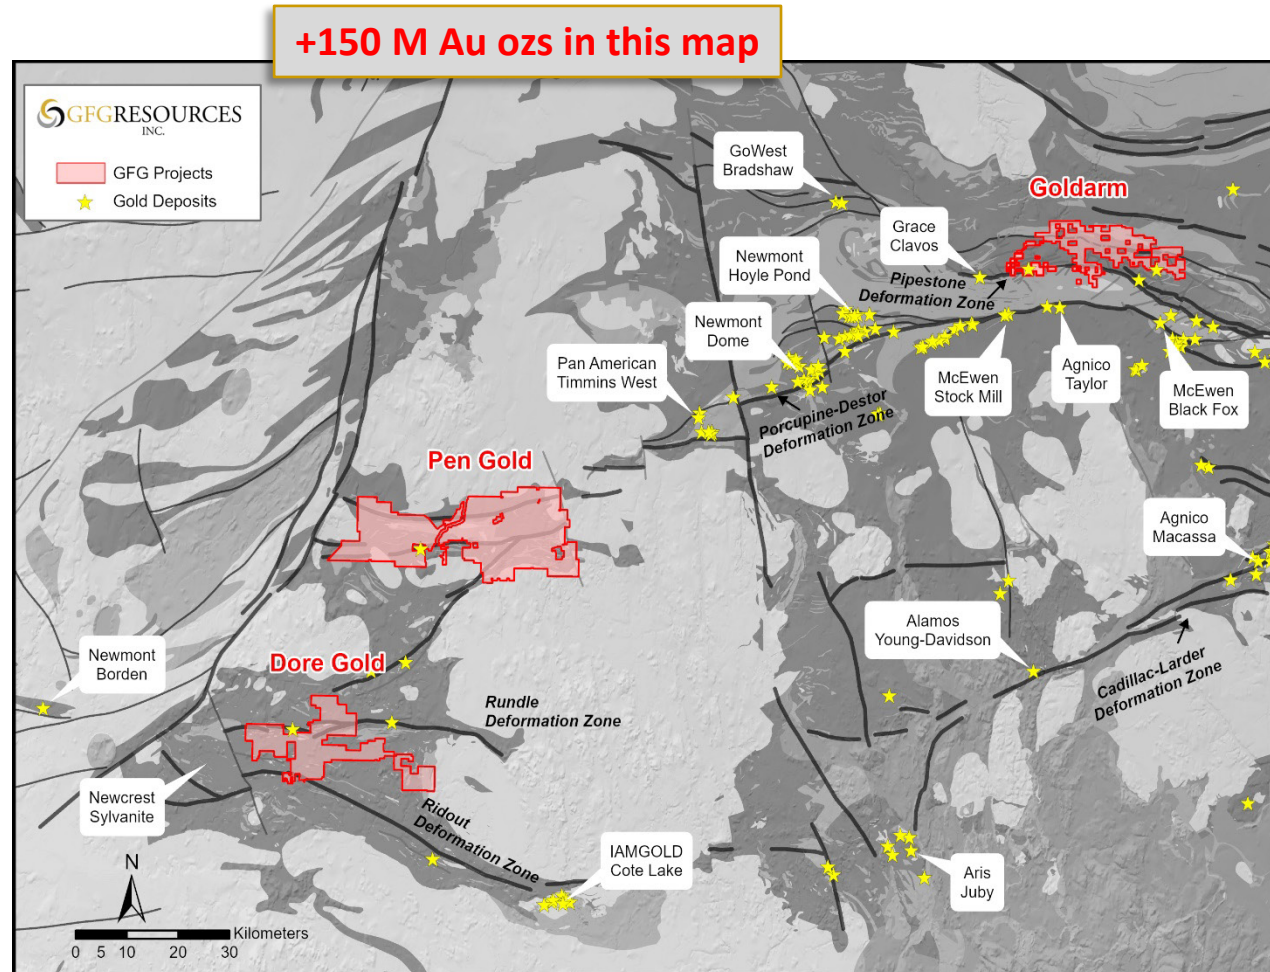 +150 M Au ozs in this map
GFGRESOURCES
INC.
GFG Projects
Gold Deposits
GoWest
Bradshaw
Goldarm
Grace
Clavos
Newmont
Hoyle Pond
Pipestone
Deformation Zone
Newmont
Dome
Pan American
Timmins West
McEwen
Stock Mill
Agnico
Taylor
McEwen
Black Fox
Porcupine-Destor
Deformation Zone
Pen Gold
Agnico
Macassa
Alamos
Young-Davidson
Cadillac-Larder
Deformation Zone
Newmont
Borden
Dore Gold
Rundle
Deformation Zone
Newcrest
Sylvanite
Ridout
Deformation Zone
IAMGOLD
Cote Lake
Aris
Juby
N
Kilometers
0 5 10 20 30